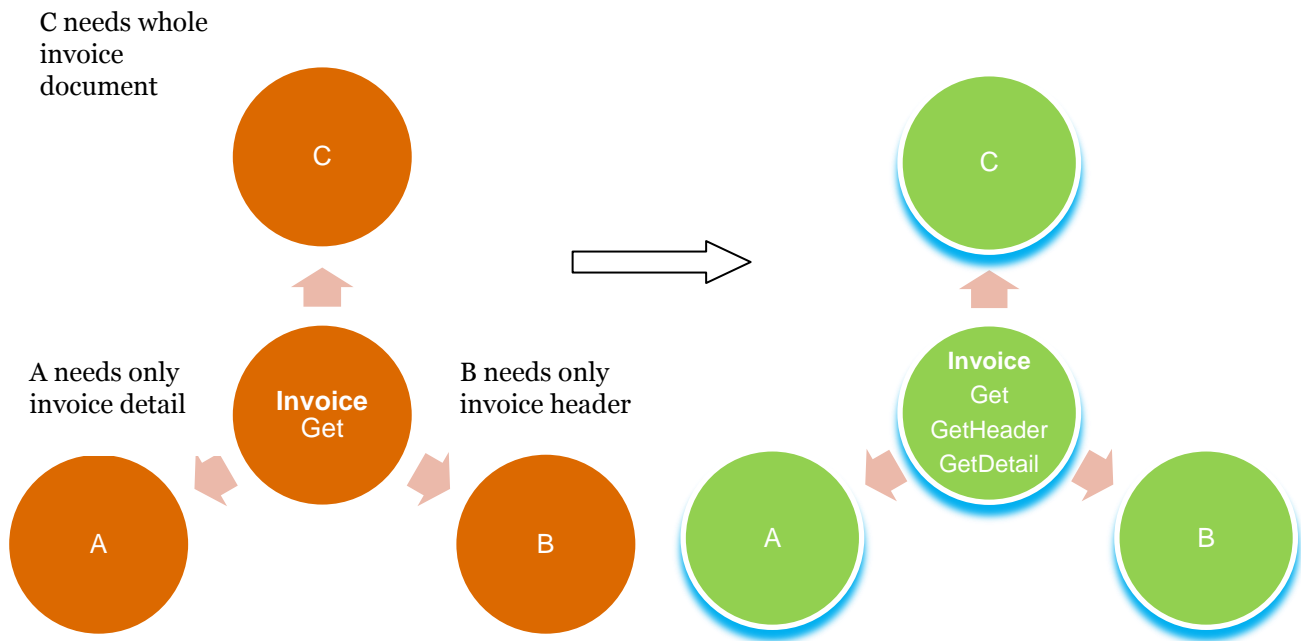 C needs whole
invoice
document
C
A needs only
invoice detail
Invoice
Get
B needs only
invoice header
A
B
C
Invoice
Get
GetHeader
GetDetail
A
B